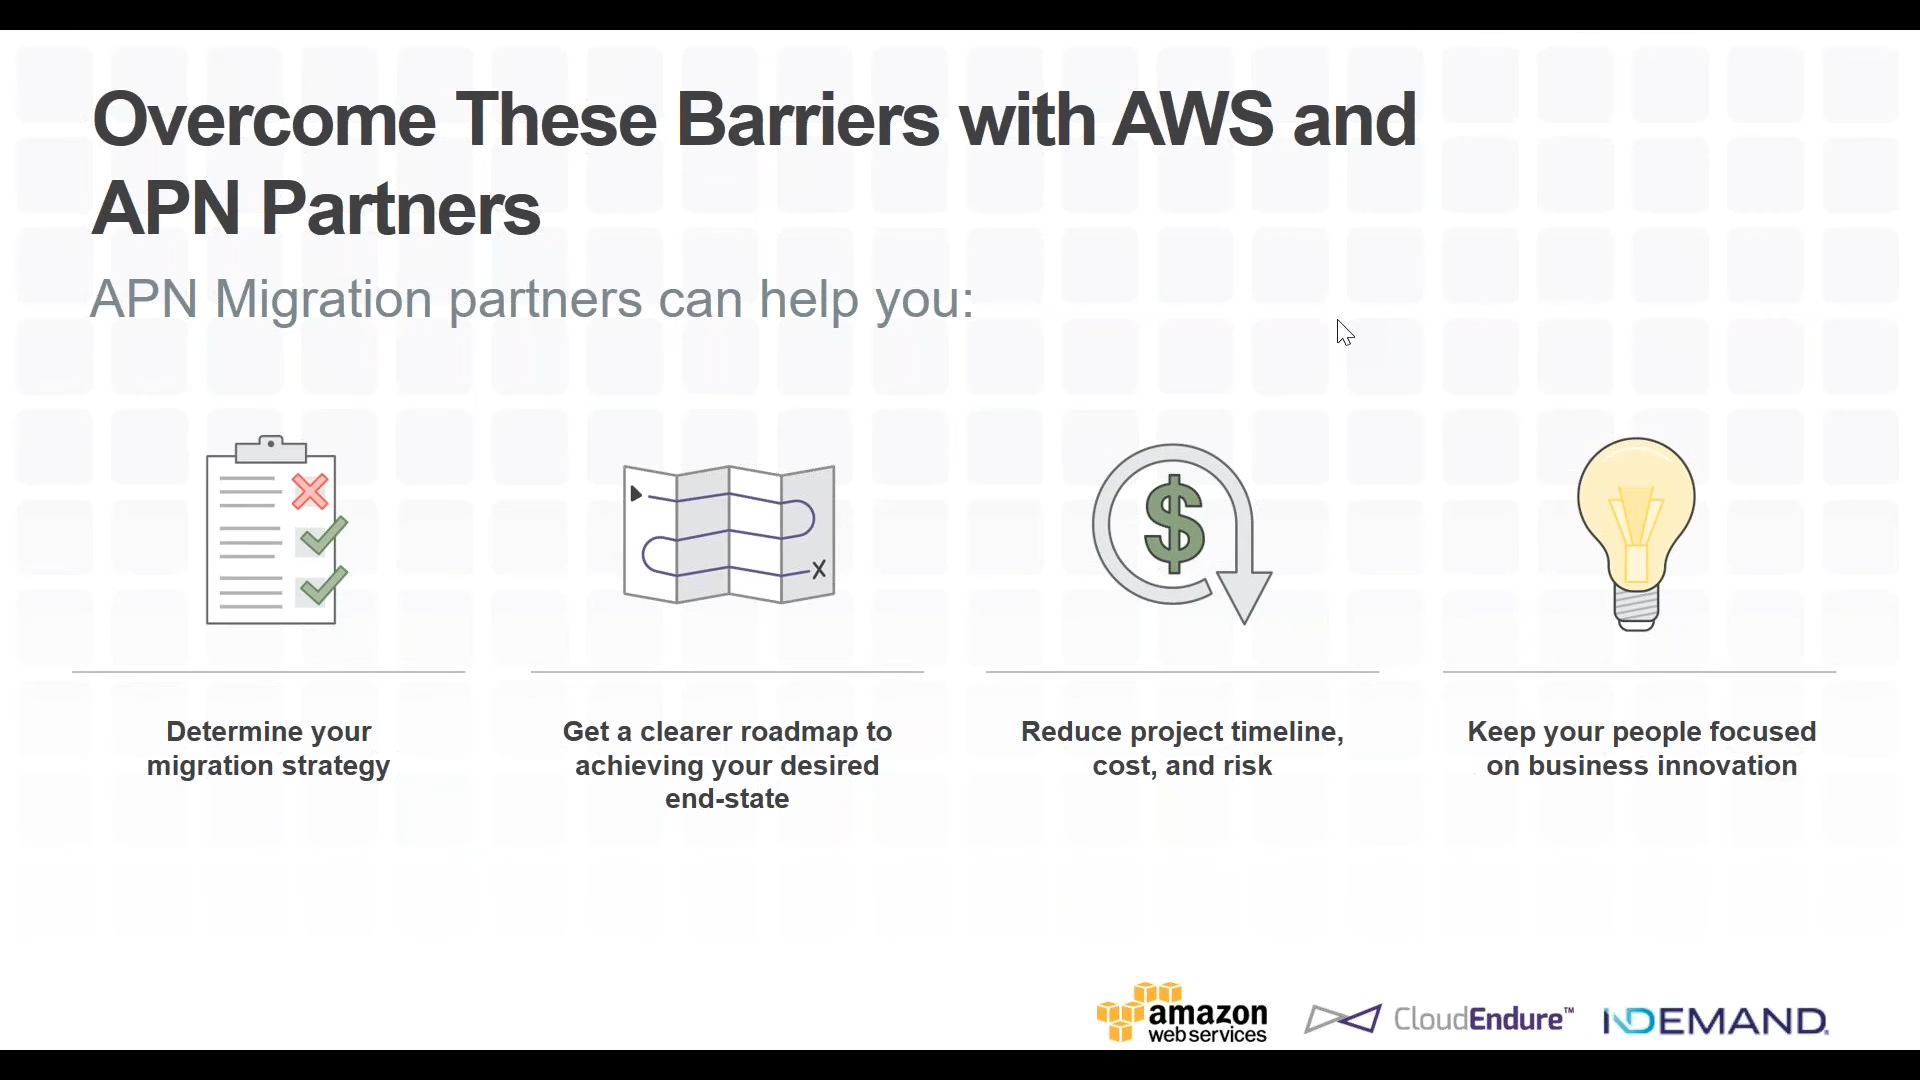 Overcome These Barriers with AWS and
APN Partners
APN Migration partners can help you:
Determine your
migration strategy
Get a clearer roadmap to
achieving your desired
end-state
Reduce project timeline,
cost, and risk
Keep your people focused
on business innovation
amazon
web services
CloudEndure™
INDEMAND®